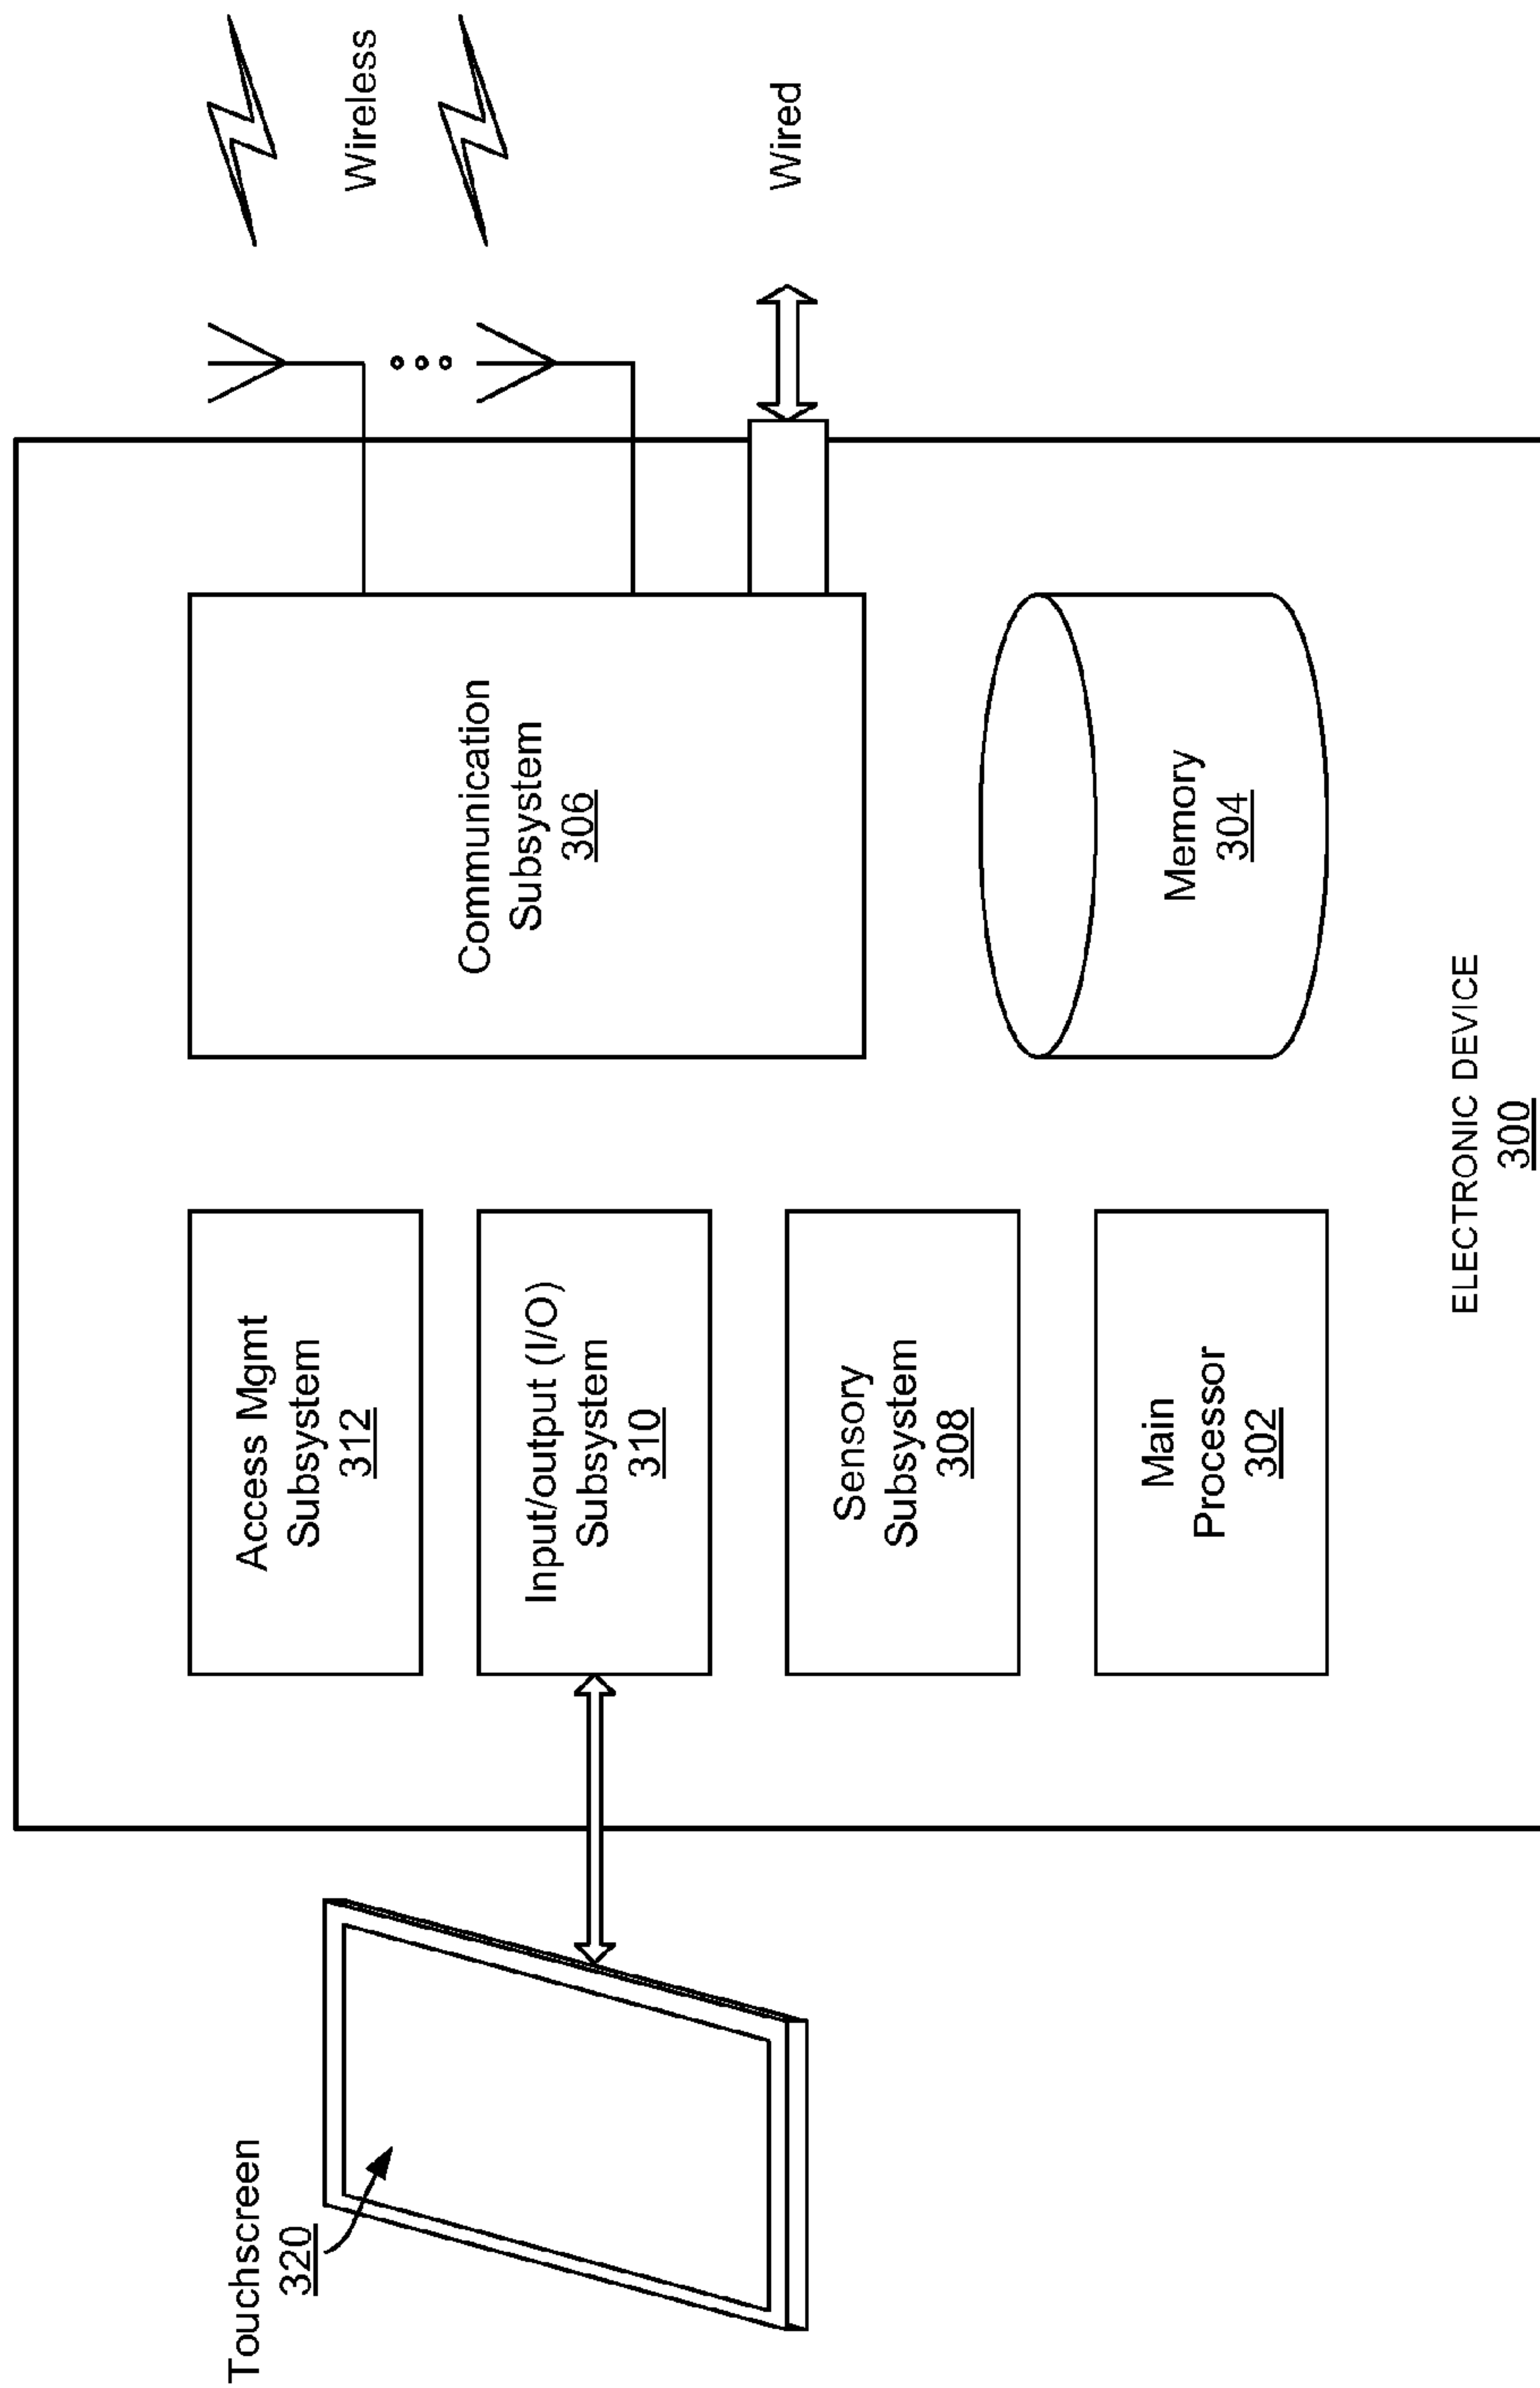 Touchscreen
320
Access Mgmt
Subsystem
312
Input/output (I/O)
Subsystem
310
Sensory
Subsystem
308
Main
Processor
302
Communication
Subsystem
306
Memory
304
Wireless
Wired
ELECTRONIC DEVICE
300